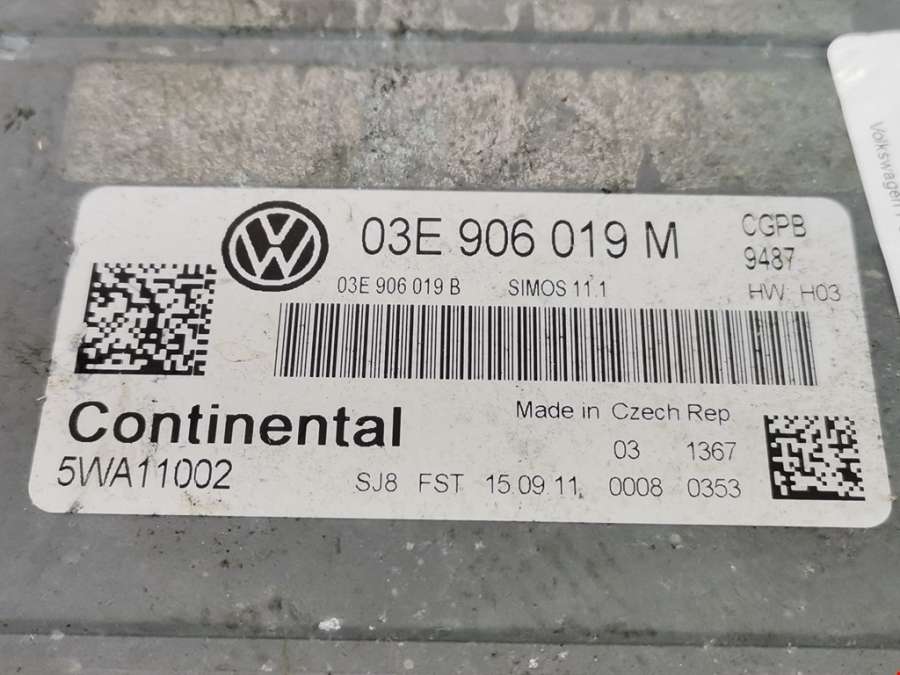 03E 906 019 M
CGPB
9487
03E 906 019 B SIMOS 11.1
HW H03
Continental
Made in Czech Rep
5WA11002
03 1367
SJ8 FST 15.09.11 0008 0353
Volkswagen